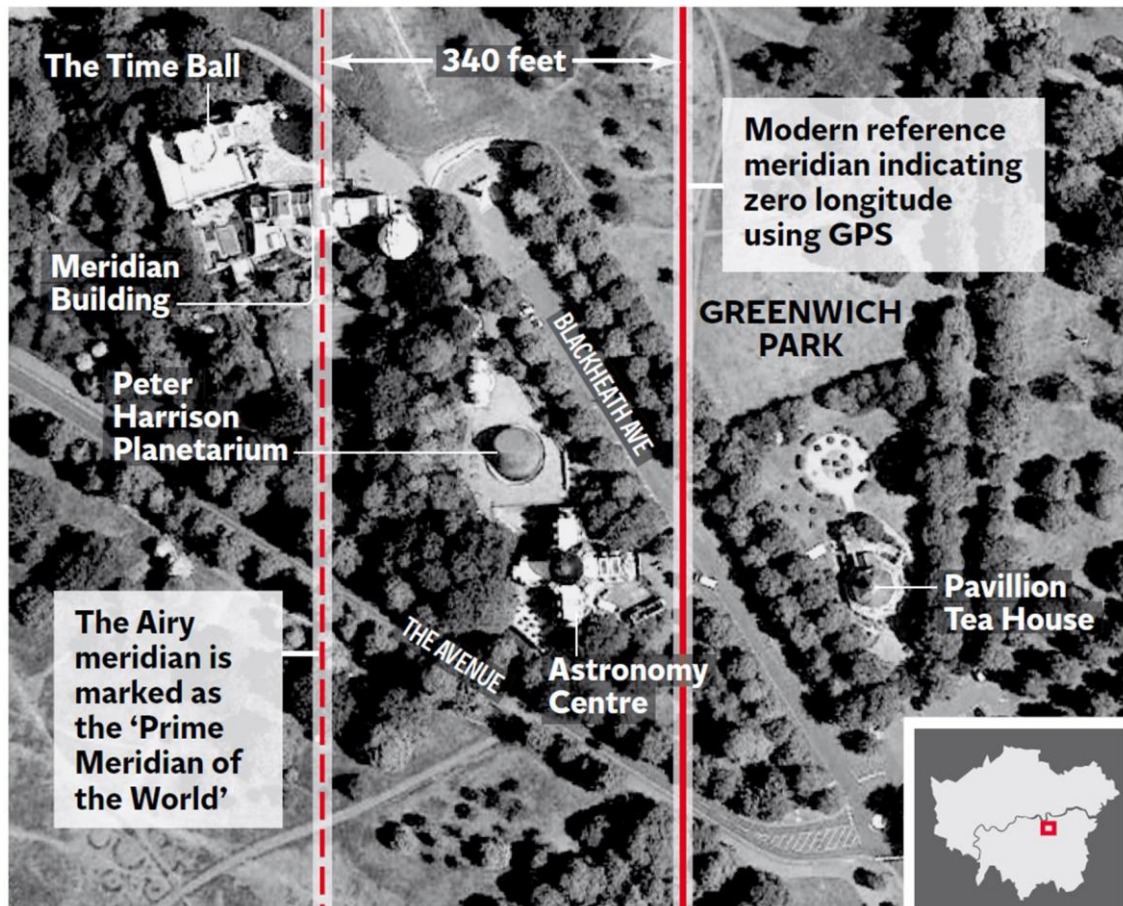 The Time Ball
340 feet
Modern reference
meridian indicating
zero longitude
using GPS
Meridian
Building
GREENWICH
PARK
BLACKHEATH AVE
Peter
Harrison
Planetarium
Pavillion
Tea House
The Airy
meridian is
marked as
the ‘Prime
Meridian of
the World’
THE AVENUE
Astronomy
Centre